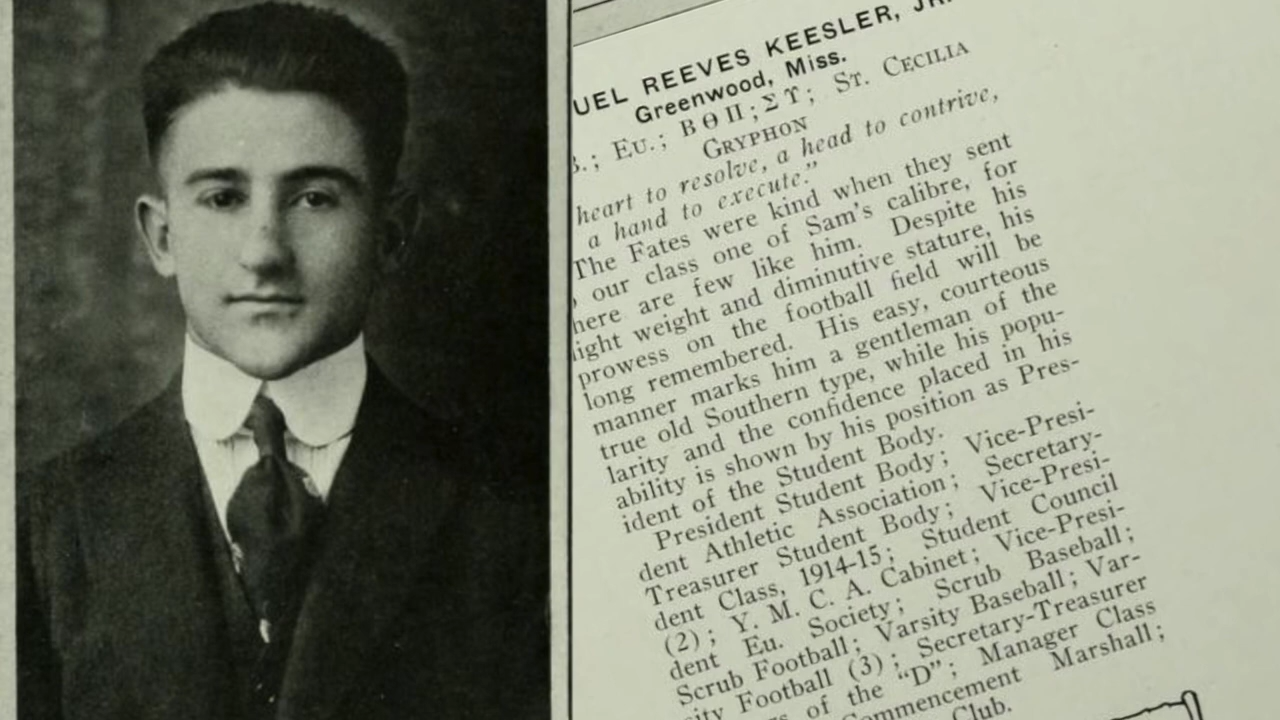 UEL REEVES KEESLER, JR.
Greenwood, Miss.
B.; EU.; Β Θ Π; Σ Υ; ST. CECILIA
GRYPHON
heart to resolve, a head to contrive,
a hand to execute."
The Fates were kind when they sent
our class one of Sam's calibre, for
here are few like him. Despite his
ight weight and diminutive stature, his
prowess on the football field will be
long remembered. His easy, courteous
manner marks him a gentleman of the
true old Southern type, while his popu-
larity and the confidence placed in his
ability is shown by his position as Pres-
ident of the Student Body.
President Student Body; Vice-Presi-
dent Athletic Association; Secretary-
Treasurer Student Body; Vice-Presi-
dent Class, 1914-15; Student Council
(2); Y. M. C. A. Cabinet; Vice-Presi-
dent Eu. Society; Scrub Baseball;
Scrub Football; Varsity Baseball; Var-
ity Football (3); Secretary-Treasurer
of the "D"; Manager Class
Commencement Marshall;
Club.